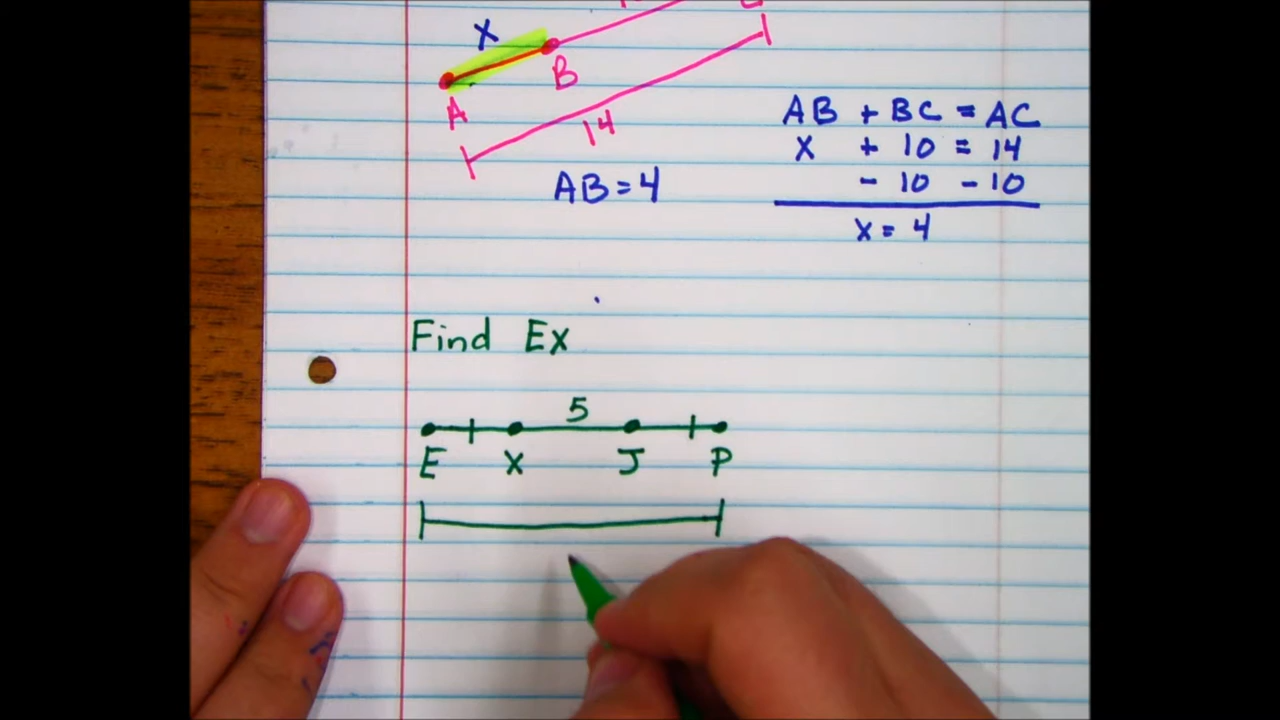 X
B
A
14
AB = 4
AB + BC = AC
X + 10 = 14
- 10 - 10
X = 4
Find EX
5
E X J P